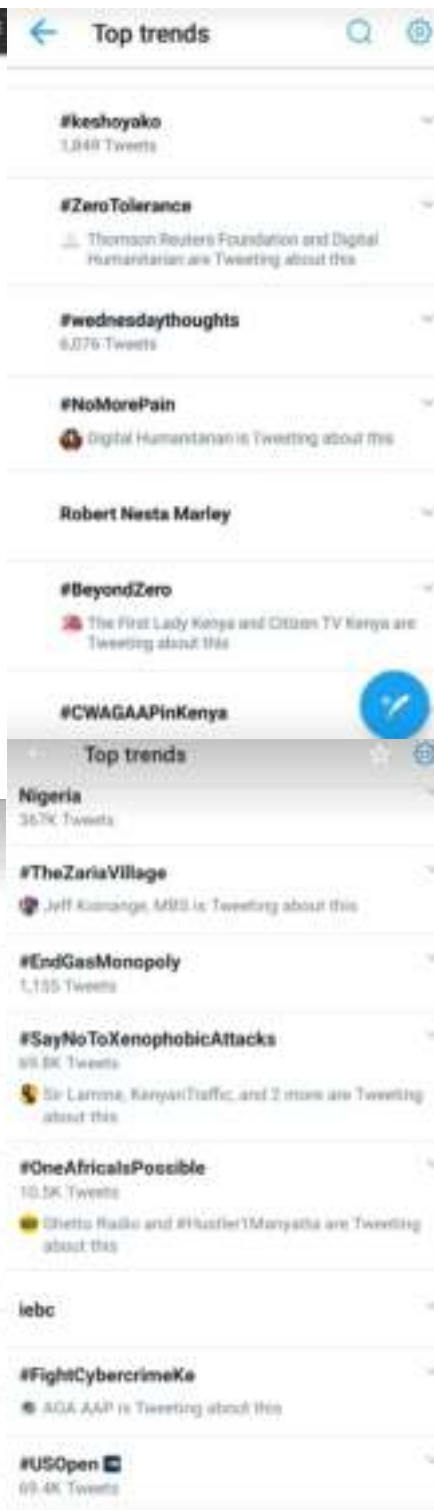 Top trends
#keshoyako
1,849 Tweets
#ZeroTolerance
Thomson Reuters Foundation and Digital
Humanitarian are Tweeting about this
#wednesdaythoughts
6,076 Tweets
#NoMorePain
Digital Humanitarian is Tweeting about this
Robert Nesta Marley
#BeyondZero
The First Lady Kenya and Citizen TV Kenya are
Tweeting about this
#CWAGAAPinKenya
Top trends
Nigeria
367K Tweets
#TheZariaVillage
Jeff Koinange, MBS is Tweeting about this
#EndGasMonopoly
1,155 Tweets
#SayNoToXenophobicAttacks
69.8K Tweets
Sir Larrone, KenyanTraffic, and 2 more are Tweeting
about this
#OneAfricaIsPossible
10.5K Tweets
Ghetto Radio and #Hustler1Manyatta are Tweeting
about this
iebc
#FightCybercrimeKe
AGA AAP is Tweeting about this
#USOpen
69.4K Tweets